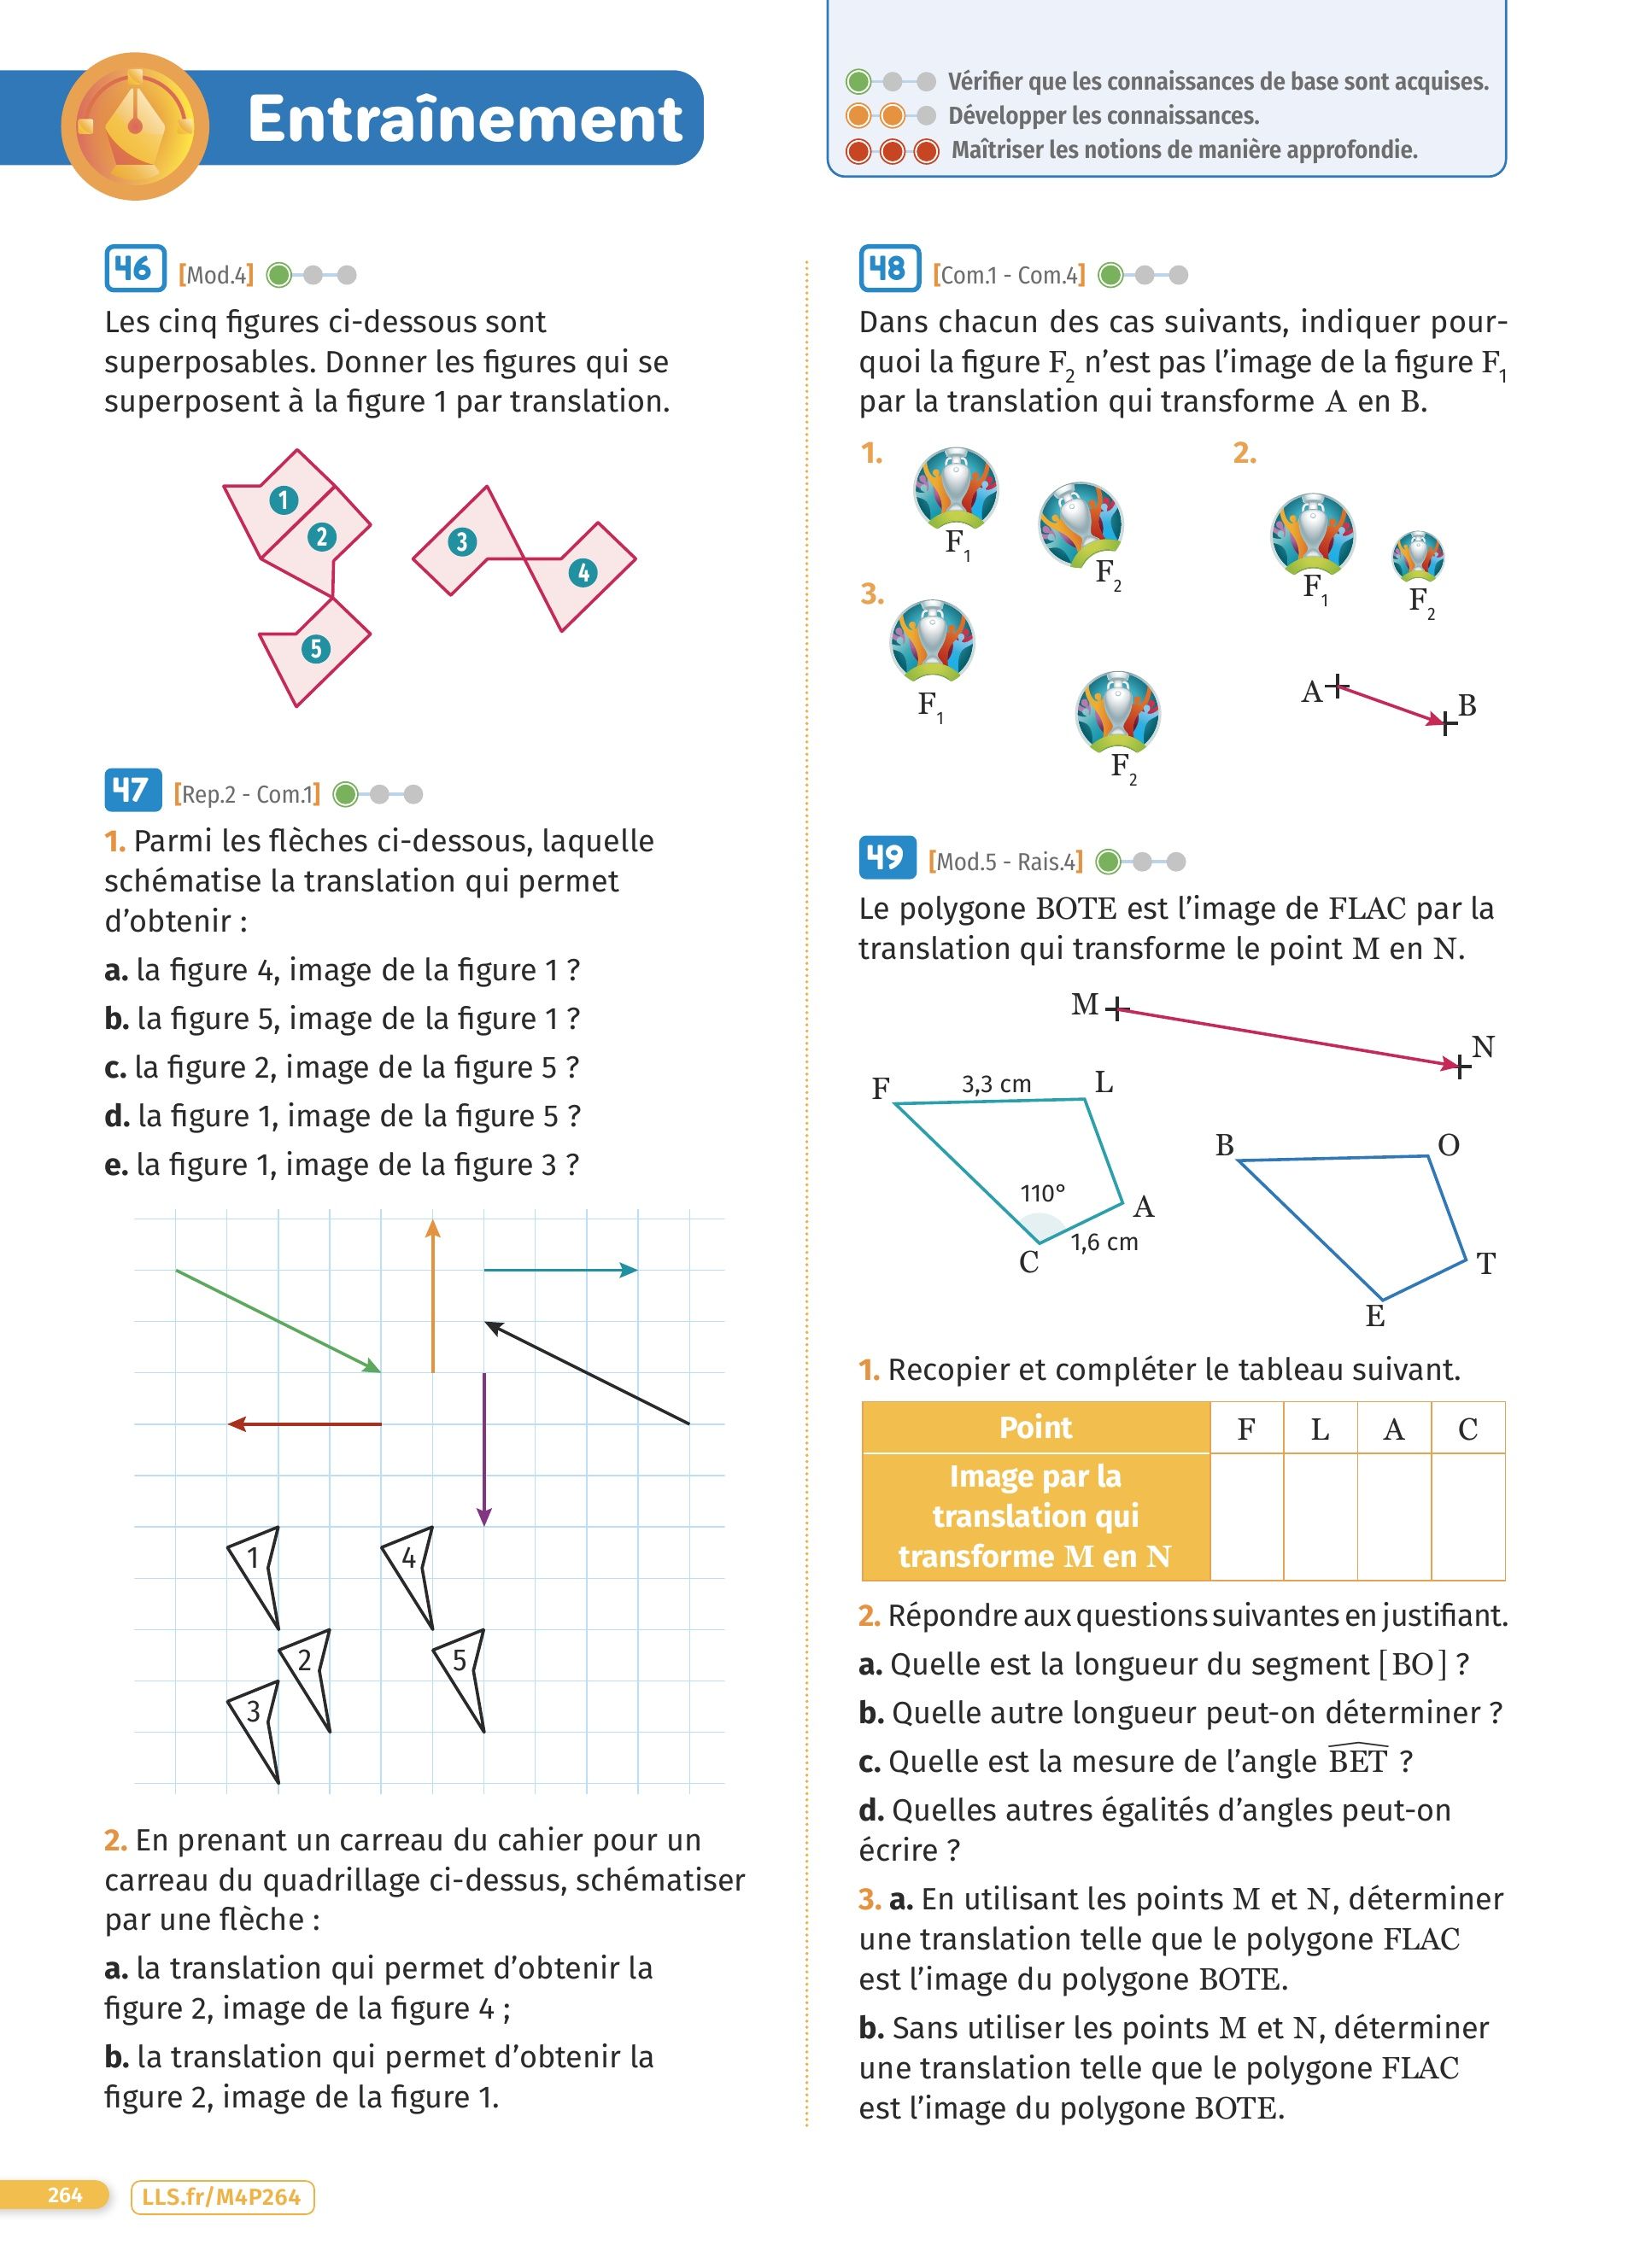 Entraînement
Vérifier que les connaissances de base sont acquises.
Développer les connaissances.
Maîtriser les notions de manière approfondie.
46 [Mod.4]
Les cinq figures ci-dessous sont
superposables. Donner les figures qui se
superposent à la figure 1 par translation.
1
2
3
4
5
47 [Rep.2 - Com.1]
1. Parmi les flèches ci-dessous, laquelle
schématise la translation qui permet
d’obtenir :
a. la figure 4, image de la figure 1 ?
b. la figure 5, image de la figure 1 ?
c. la figure 2, image de la figure 5 ?
d. la figure 1, image de la figure 5 ?
e. la figure 1, image de la figure 3 ?
1
4
2
5
3
2. En prenant un carreau du cahier pour un
carreau du quadrillage ci-dessus, schématiser
par une flèche :
a. la translation qui permet d’obtenir la
figure 2, image de la figure 4 ;
b. la translation qui permet d’obtenir la
figure 2, image de la figure 1.
48 [Com.1 - Com.4]
Dans chacun des cas suivants, indiquer pour-
quoi la figure F2 n’est pas l’image de la figure F1
par la translation qui transforme A en B.
1.
F1
F2
2.
F1
F2
3.
F1
F2
A
B
49 [Mod.5 - Rais.4]
Le polygone BOTE est l’image de FLAC par la
translation qui transforme le point M en N.
M
N
F
3,3 cm
L
B
O
110°
A
1,6 cm
C
T
E
1. Recopier et compléter le tableau suivant.
Point F L A C
Image par la
translation qui
transforme M en N
2. Répondre aux questions suivantes en justifiant.
a. Quelle est la longueur du segment [BO] ?
b. Quelle autre longueur peut-on déterminer ?
c. Quelle est la mesure de l’angle BET ?
d. Quelles autres égalités d’angles peut-on
écrire ?
3. a. En utilisant les points M et N, déterminer
une translation telle que le polygone FLAC
est l’image du polygone BOTE.
b. Sans utiliser les points M et N, déterminer
une translation telle que le polygone FLAC
est l’image du polygone BOTE.
264
LLS.fr/M4P264